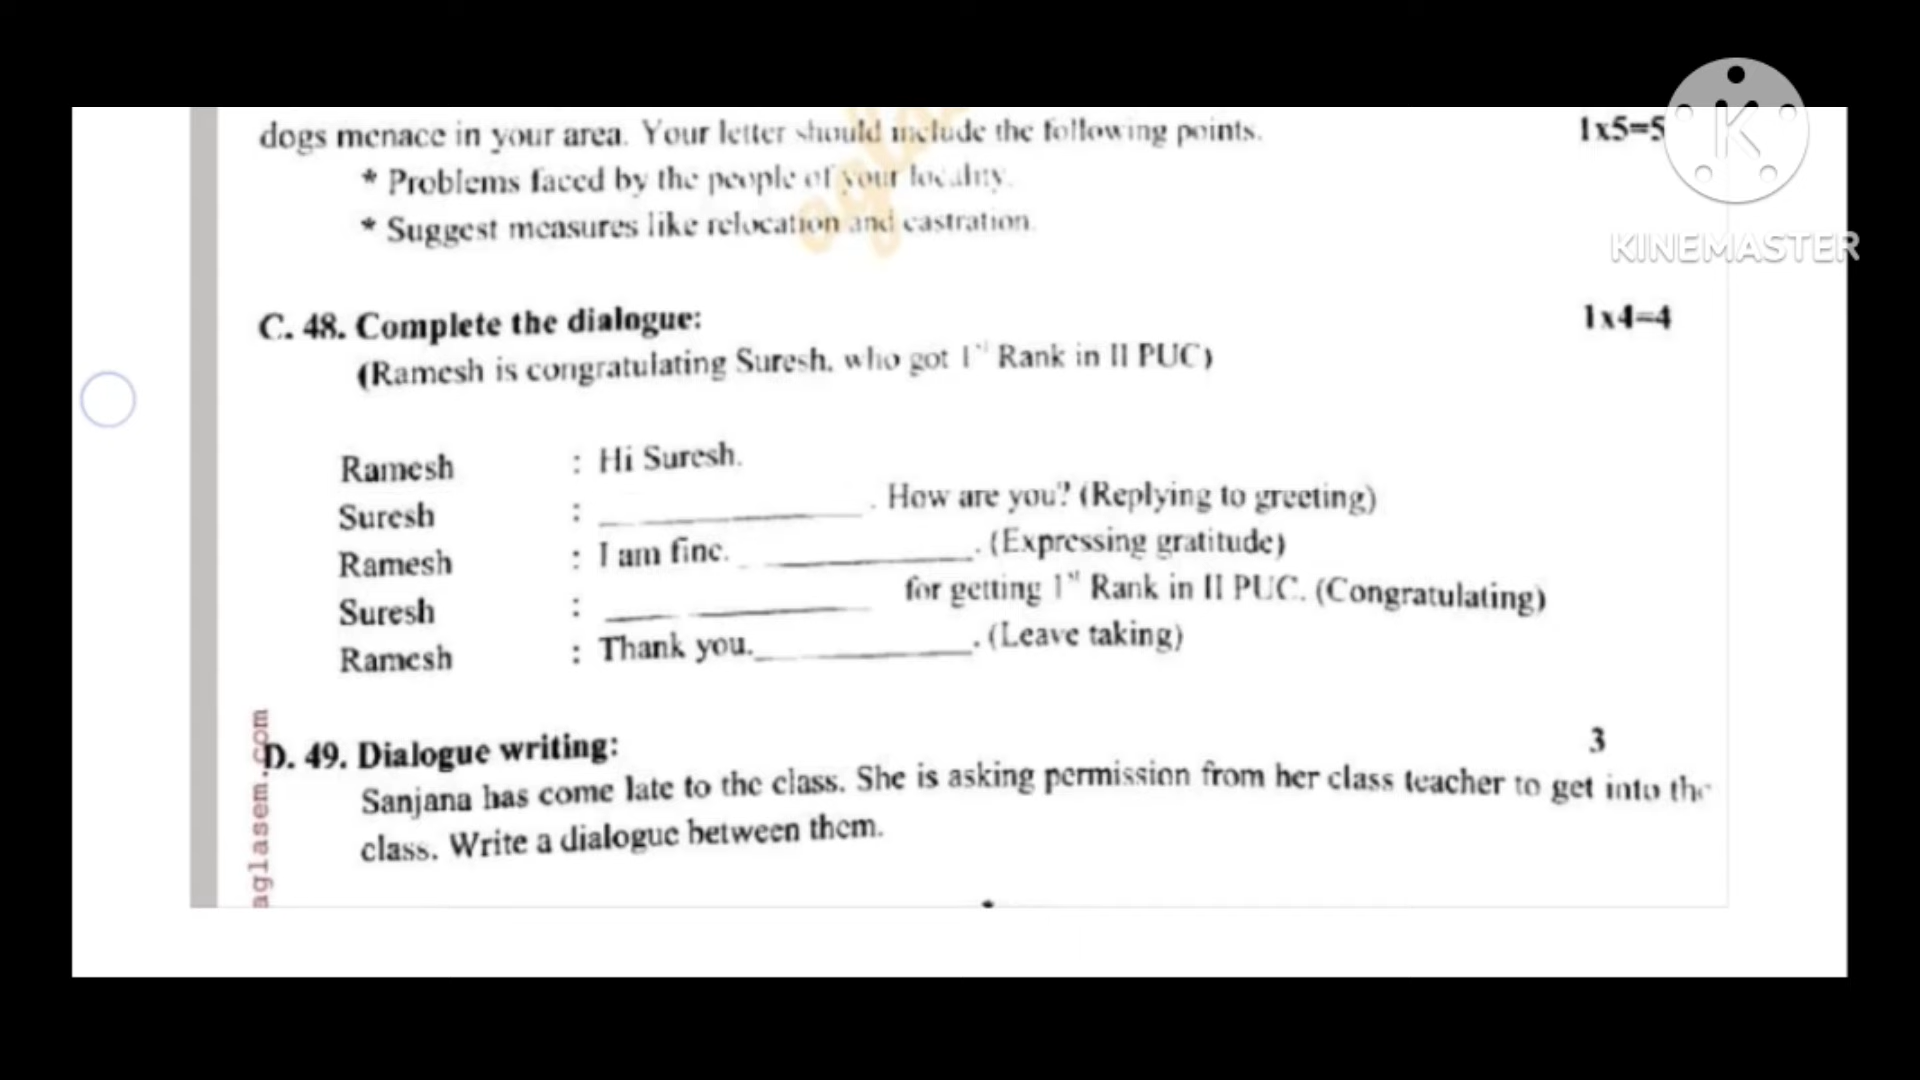 dogs menace in your area. Your letter should include the following points. 1x5=5
* Problems faced by the people of your locality.
* Suggest measures like relocation and castration.
KINEMASTER
C. 48. Complete the dialogue: 1x4=4
(Ramesh is congratulating Suresh, who got 1st Rank in II PUC)
Ramesh : Hi Suresh.
Suresh : ____________. How are you? (Replying to greeting)
Ramesh : I am fine. ____________. (Expressing gratitude)
Suresh : ____________ for getting 1st Rank in II PUC. (Congratulating)
Ramesh : Thank you.____________. (Leave taking)
D. 49. Dialogue writing: 3
Sanjana has come late to the class. She is asking permission from her class teacher to get into the
class. Write a dialogue between them.
aglasem.com